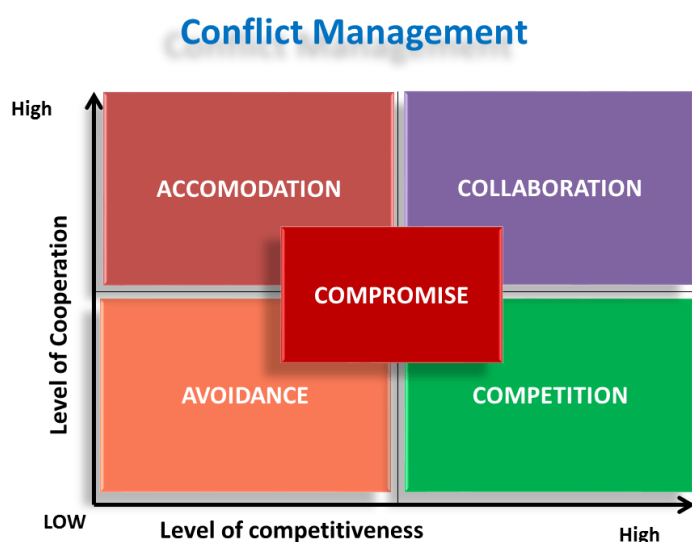 Conflict Management
High
ACCOMODATION
COLLABORATION
Level of Cooperation
COMPROMISE
AVOIDANCE
COMPETITION
LOW
Level of competitiveness
High